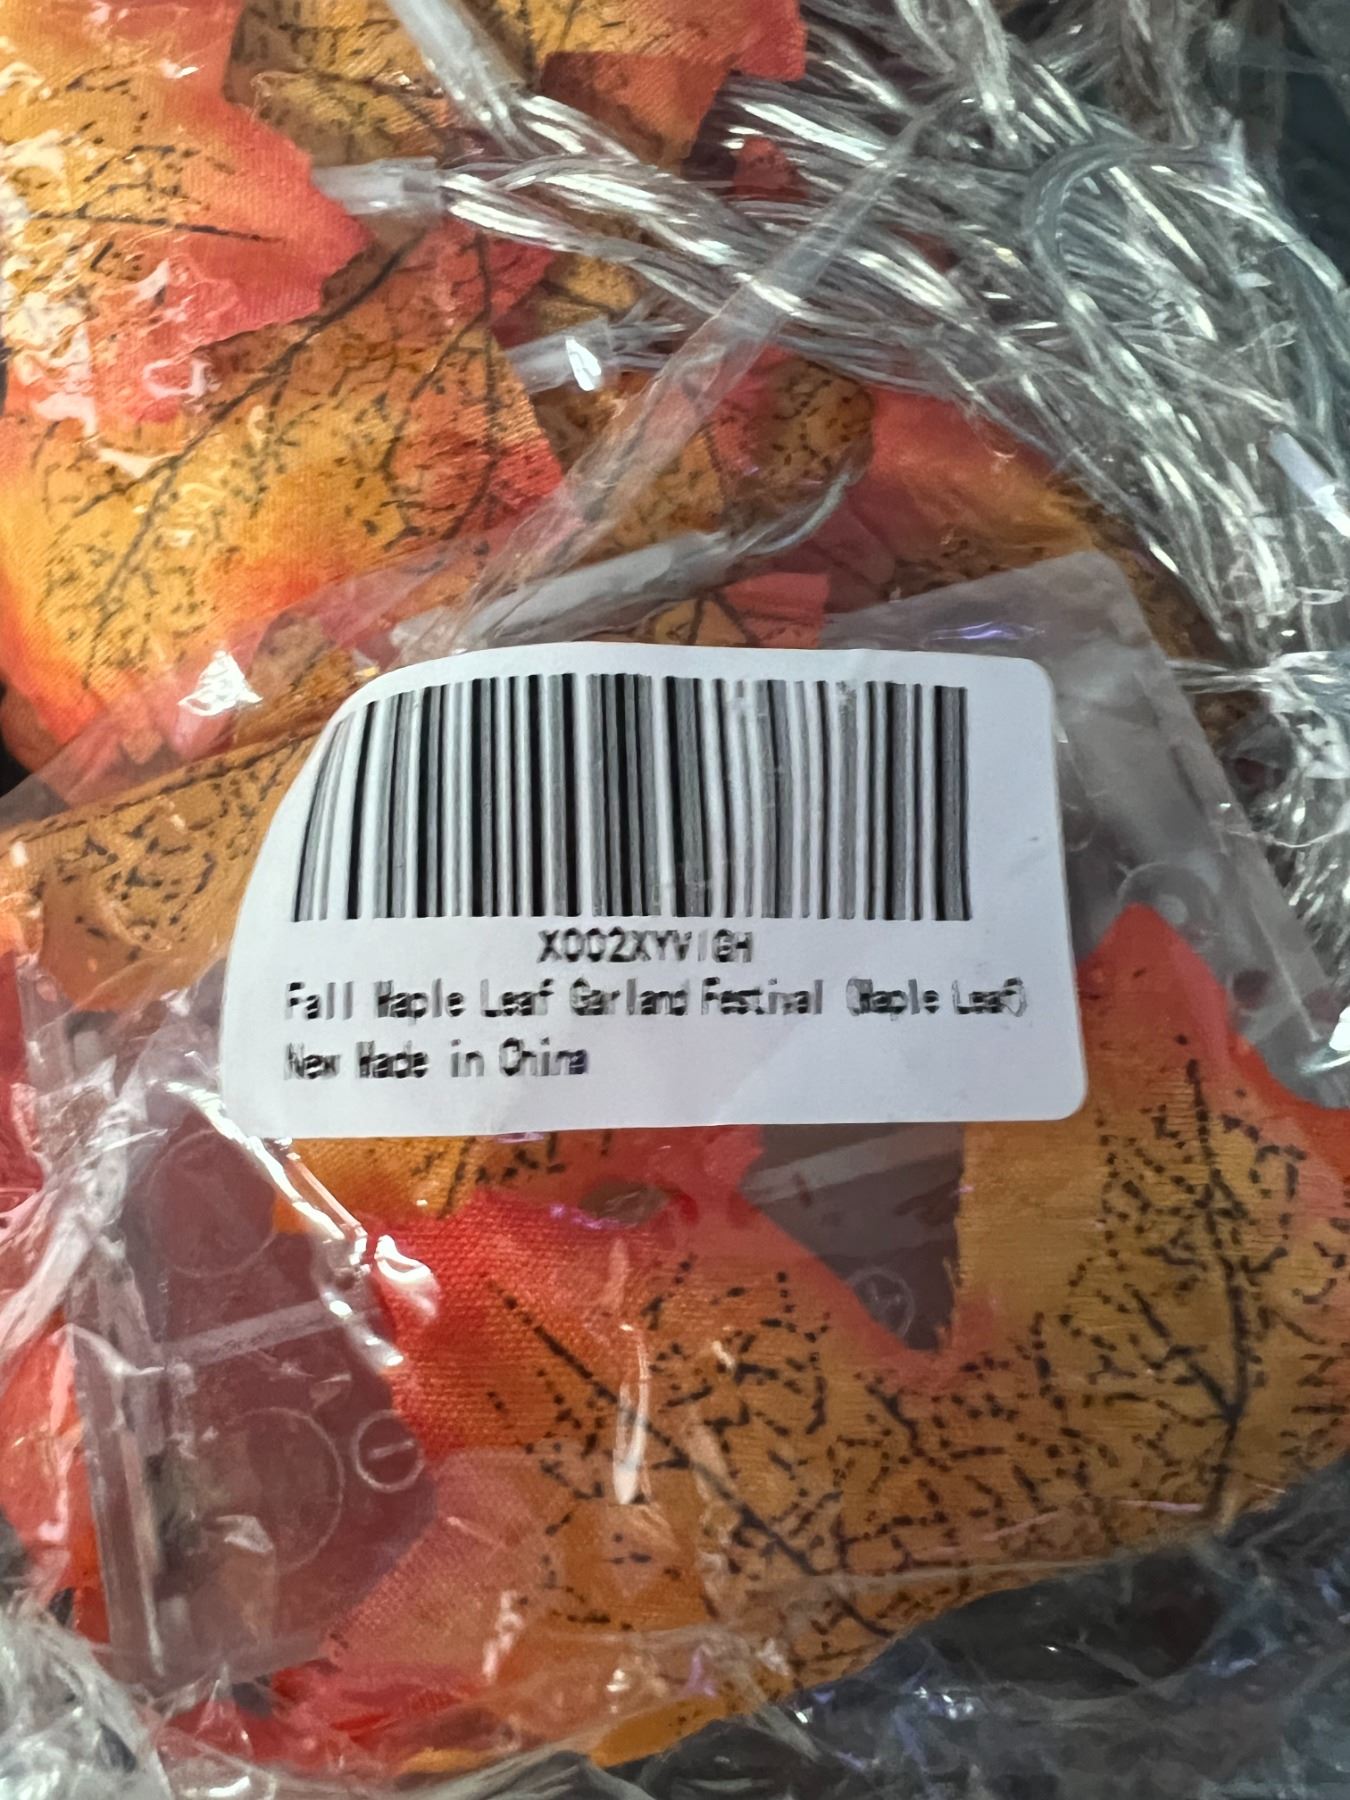 X002XYV1GH
Fall Maple Leaf Garland Festival (Maple Leaf)
New Made in China